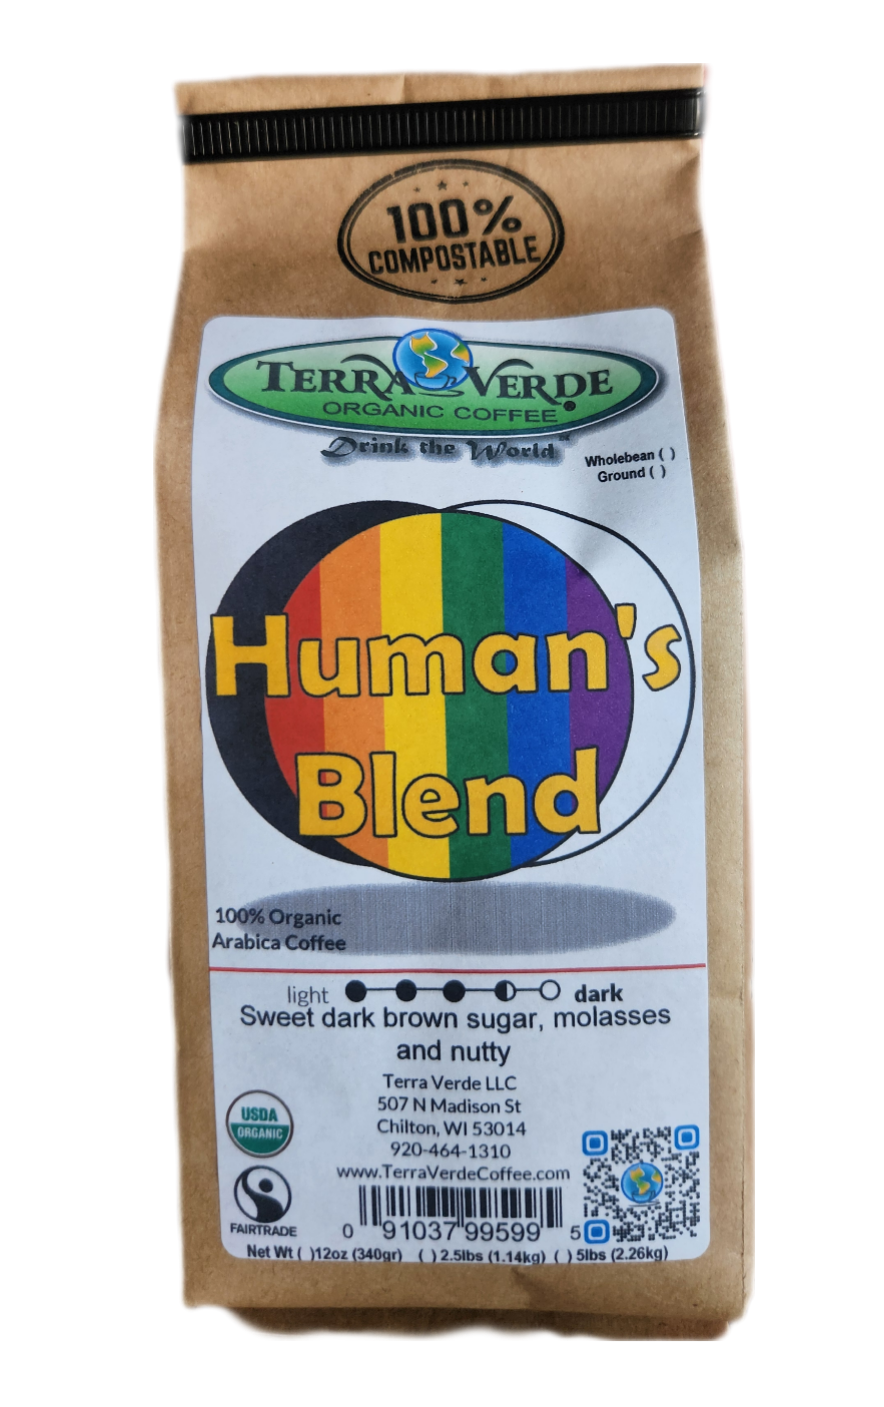 100%
COMPOSTABLE
TERRA VERDE®
ORGANIC COFFEE
Drink the World™
Wholebean ( )
Ground ( )
Human's
Blend
100% Organic
Arabica Coffee
light dark
Sweet dark brown sugar, molasses
and nutty
Terra Verde LLC
507 N Madison St
Chilton, WI 53014
920-464-1310
www.TerraVerdeCoffee.com
USDA
ORGANIC
FAIRTRADE
0 91037 99599 5
Net Wt ( )12oz (340gr) ( ) 2.5lbs (1.14kg) ( ) 5lbs (2.26kg)